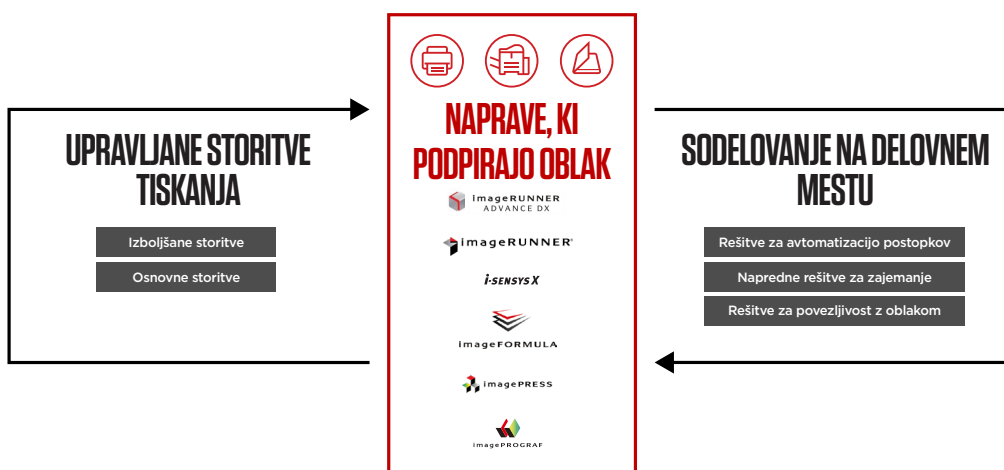 UPRAVLJANE STORITVE
TISKANJA
Izboljšane storitve
Osnovne storitve
NAPRAVE, KI
PODPIRAJO OBLAK
imageRUNNER
ADVANCE DX
imageRUNNER®
i-SENSYS X
imageFORMULA
imagePRESS
imagePROGRAF
SODELOVANJE NA DELOVNEM
MESTU
Rešitve za avtomatizacijo postopkov
Napredne rešitve za zajemanje
Rešitve za povezljivost z oblakom